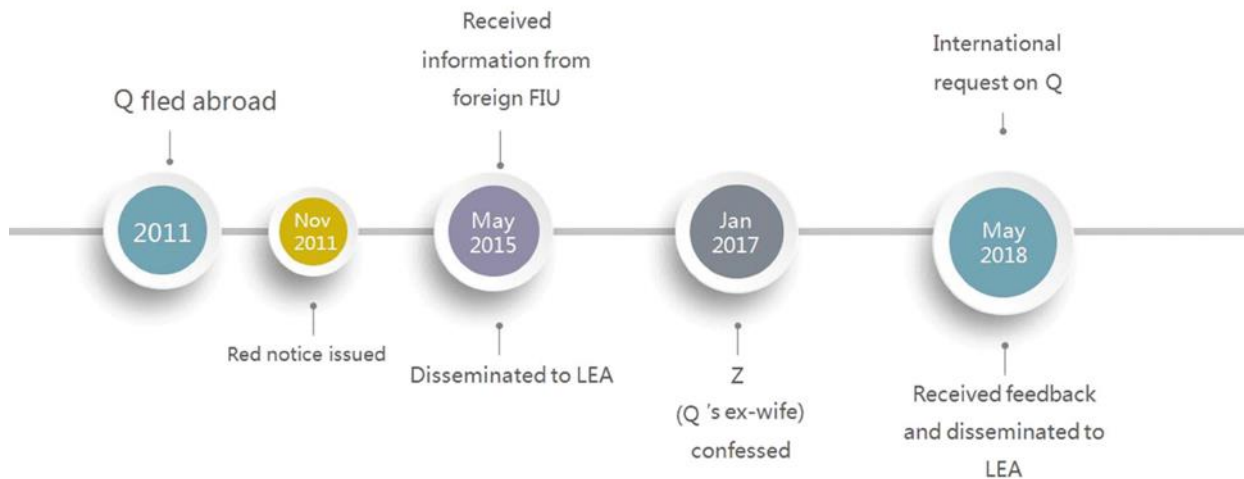 Q fled abroad
2011
Nov
2011
Red notice issued
Received
information from
foreign FIU
May
2015
Disseminated to LEA
Jan
2017
Z
(Q 's ex-wife)
confessed
International
request on Q
May
2018
Received feedback
and disseminated to
LEA